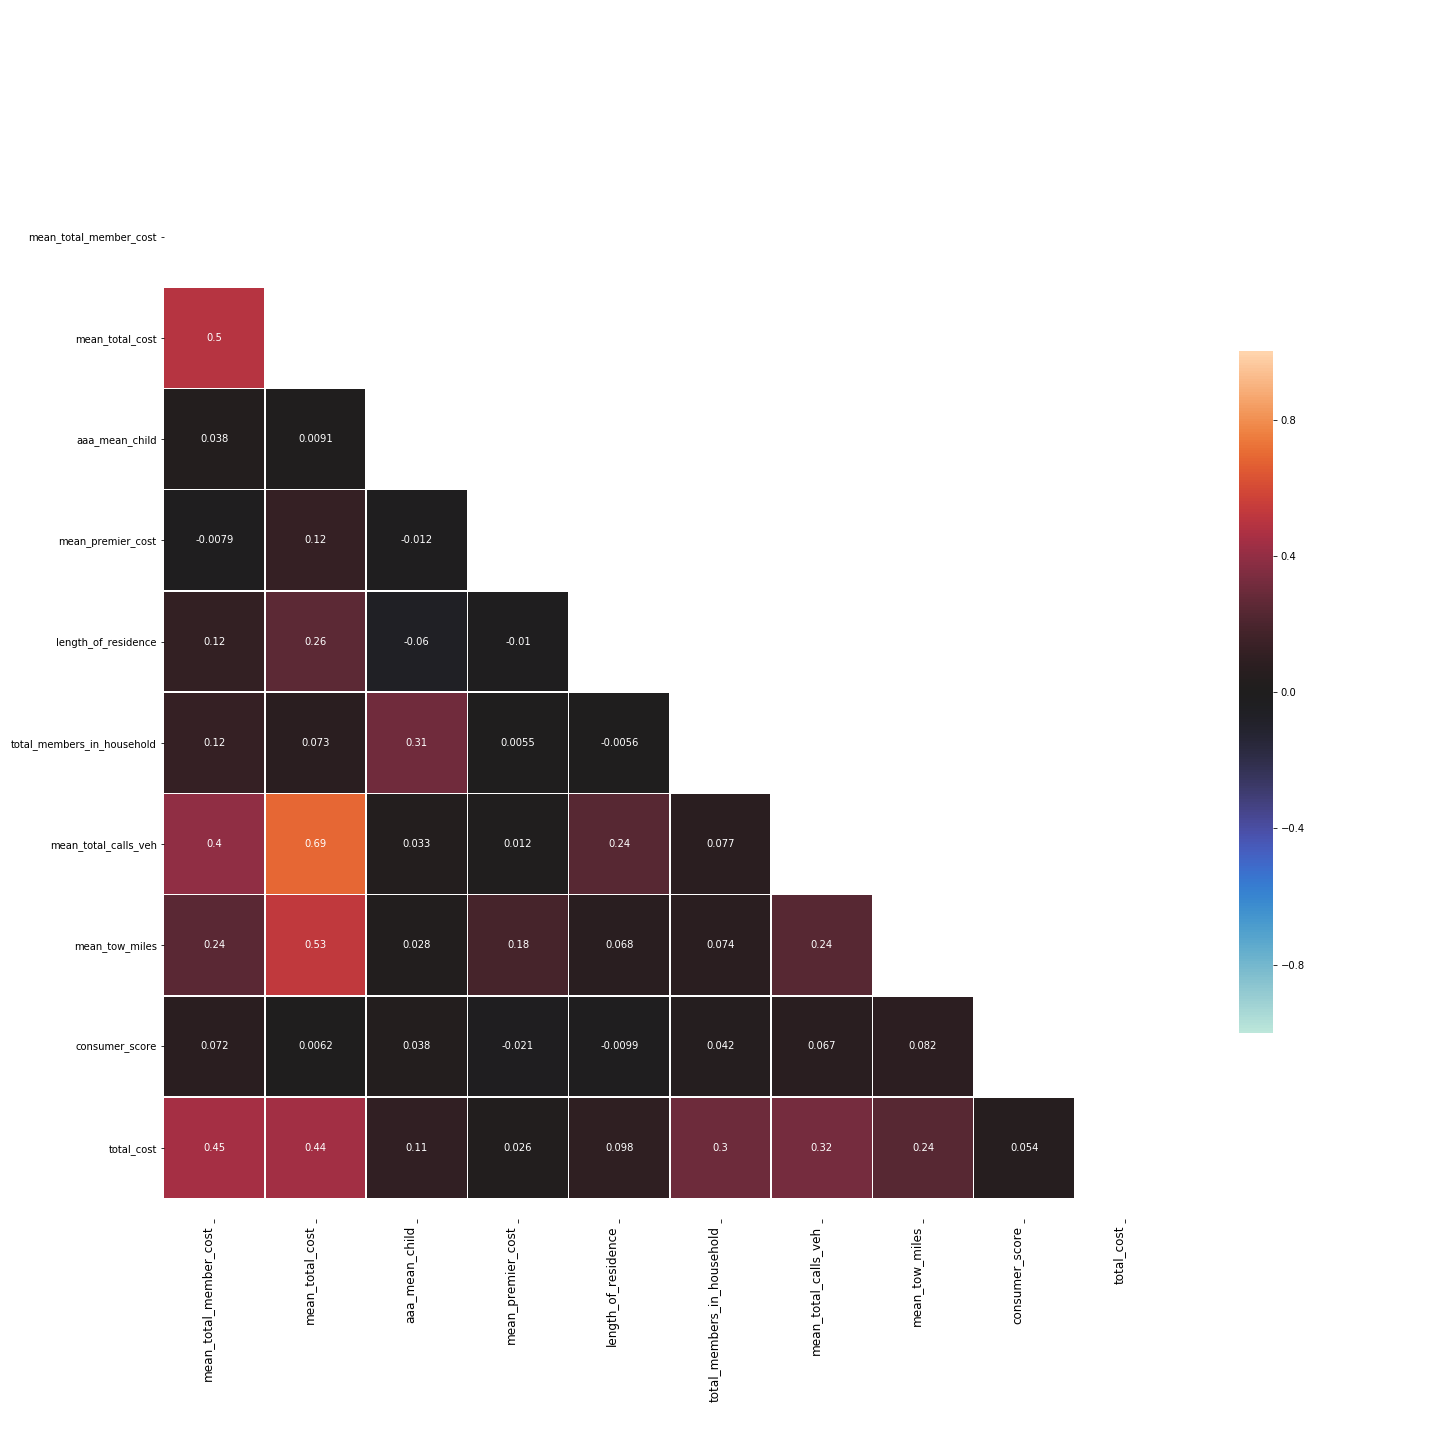 mean_total_member_cost
mean_total_cost 0.5
aaa_mean_child 0.038 0.0091
mean_premier_cost -0.0079 0.12 -0.012
length_of_residence 0.12 0.26 -0.06 -0.01
total_members_in_household 0.12 0.073 0.31 0.0055 -0.0056
mean_total_calls_veh 0.4 0.69 0.033 0.012 0.24 0.077
mean_tow_miles 0.24 0.53 0.028 0.18 0.068 0.074 0.24
consumer_score 0.072 0.0062 0.038 -0.021 -0.0099 0.042 0.067 0.082
total_cost 0.45 0.44 0.11 0.026 0.098 0.3 0.32 0.24 0.054
mean_total_member_cost
mean_total_cost
aaa_mean_child
mean_premier_cost
length_of_residence
total_members_in_household
mean_total_calls_veh
mean_tow_miles
consumer_score
total_cost
0.8
0.4
0.0
−0.4
−0.8